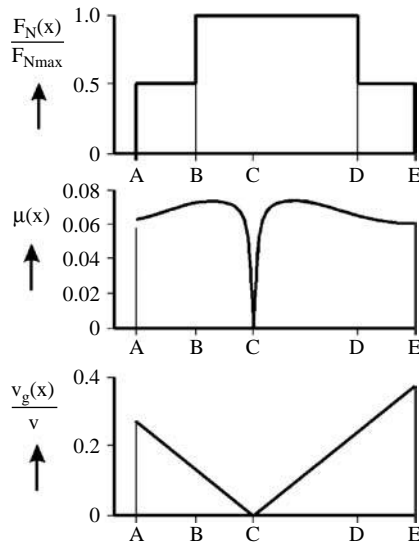 F_N(x)
F_Nmax
1.0
0.5
0
A B C D E
μ(x)
0.08
0.06
0.04
0.02
0
A B C D E
v_g(x)
v
0.4
0.2
0
A B C D E